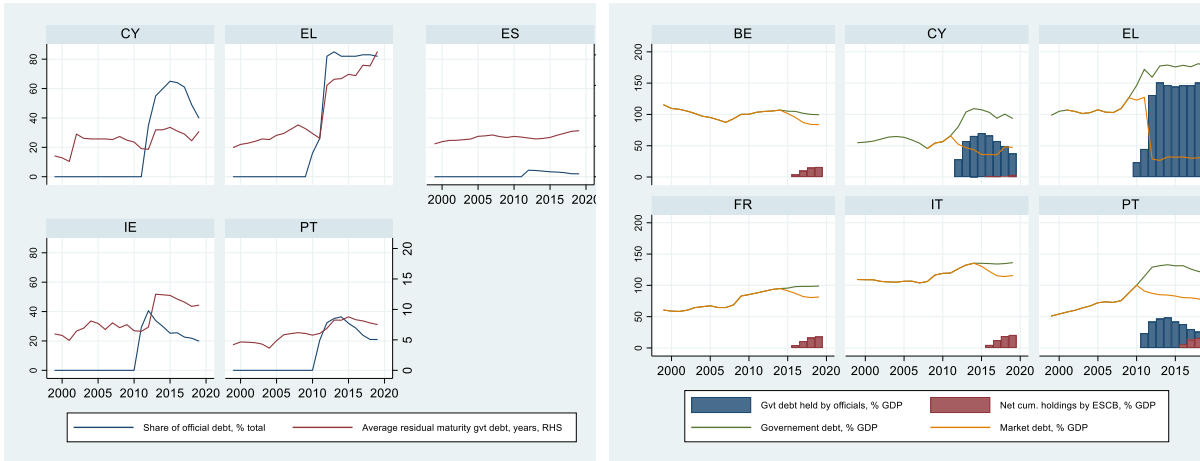 CY EL ES
80
60
40
20
0
2000 2005 2010 2015 2020
IE PT
80
60
40
20
0
20
15
10
5
0
2000 2005 2010 2015 2020 2000 2005 2010 2015 2020
Share of official debt, % total Average residual maturity gvt debt, years, RHS
BE CY EL
200
150
100
50
0
FR IT PT
200
150
100
50
0
2000 2005 2010 2015 2020 2000 2005 2010 2015 2020 2000 2005 2010 2015
Gvt debt held by officials, % GDP Net cum. holdings by ESCB, % GDP
Governement debt, % GDP Market debt, % GDP